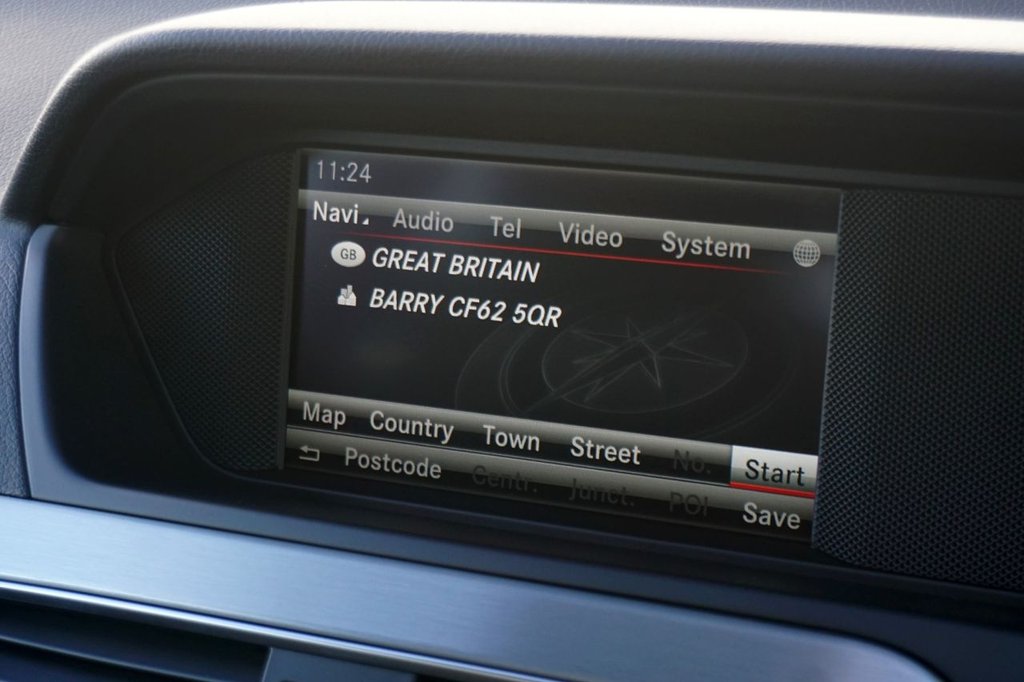 11:24
Navi Audio Tel Video System
GB GREAT BRITAIN
BARRY CF62 5QR
Map Country Town Street No. Start
Postcode Centr. Junct. POI Save